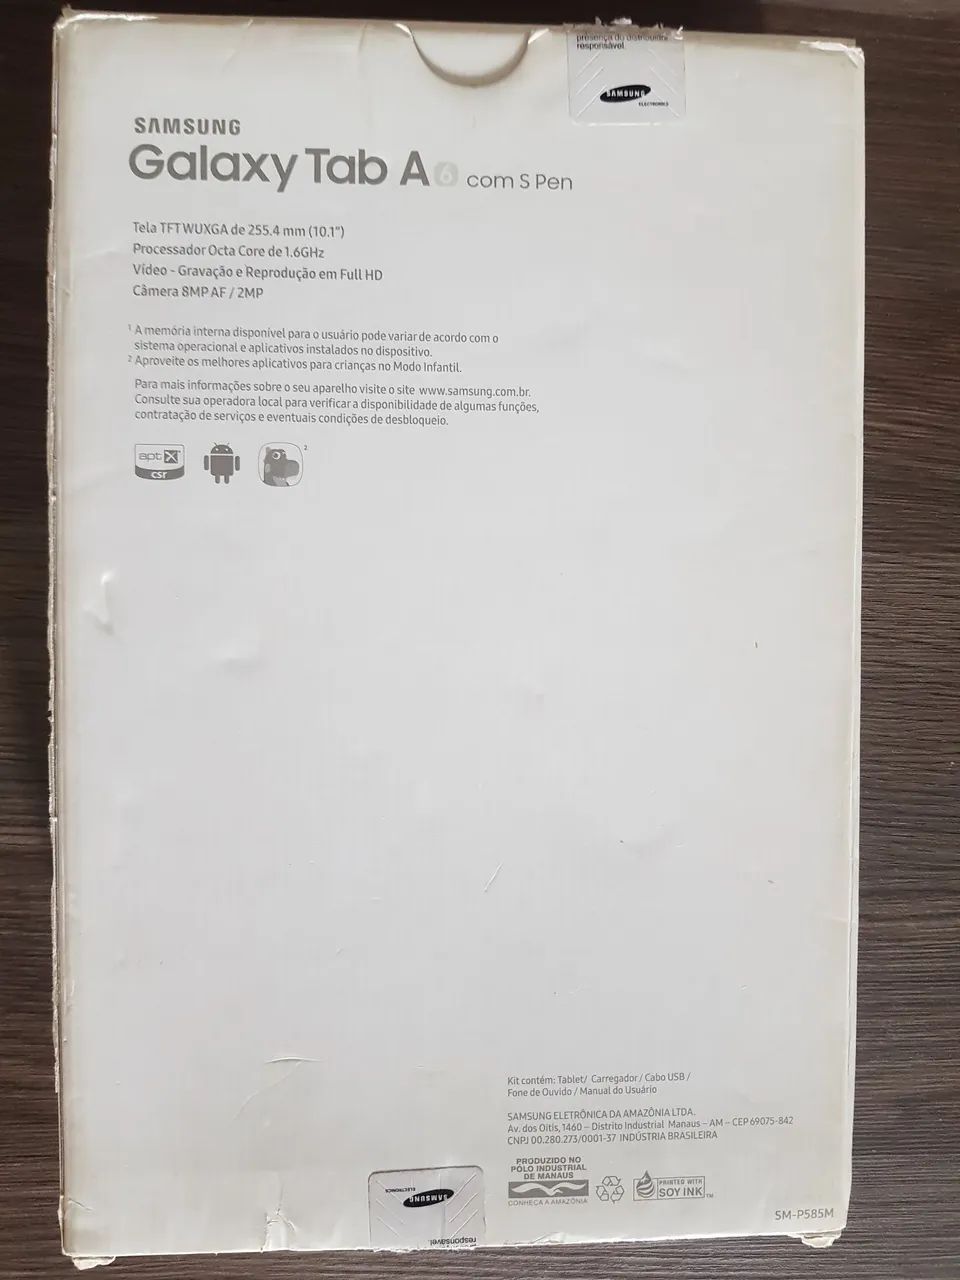 presença do distribuidor
responsável.
SAMSUNG
ELECTRONICS
SAMSUNG
Galaxy Tab A 6 com S Pen
Tela TFT WUXGA de 255.4 mm (10.1")
Processador Octa Core de 1.6GHz
Vídeo - Gravação e Reprodução em Full HD
Câmera 8MP AF / 2MP
¹ A memória interna disponível para o usuário pode variar de acordo com o
sistema operacional e aplicativos instalados no dispositivo.
² Aproveite os melhores aplicativos para crianças no Modo Infantil.
Para mais informações sobre o seu aparelho visite o site www.samsung.com.br.
Consulte sua operadora local para verificar a disponibilidade de algumas funções,
contratação de serviços e eventuais condições de desbloqueio.
aptX
csr
2
Kit contém: Tablet/ Carregador / Cabo USB /
Fone de Ouvido / Manual do Usuário
SAMSUNG ELETRÔNICA DA AMAZÔNIA LTDA.
Av. dos Oitis, 1460 – Distrito Industrial Manaus – AM – CEP 69075-842
CNPJ 00.280.273/0001-37 INDÚSTRIA BRASILEIRA
PRODUZIDO NO
PÓLO INDUSTRIAL
DE MANAUS
CONHEÇA A AMAZÔNIA
PRINTED WITH
SOY INK™
SM-P585M
SAMSUNG
ELECTRONICS
responsável.